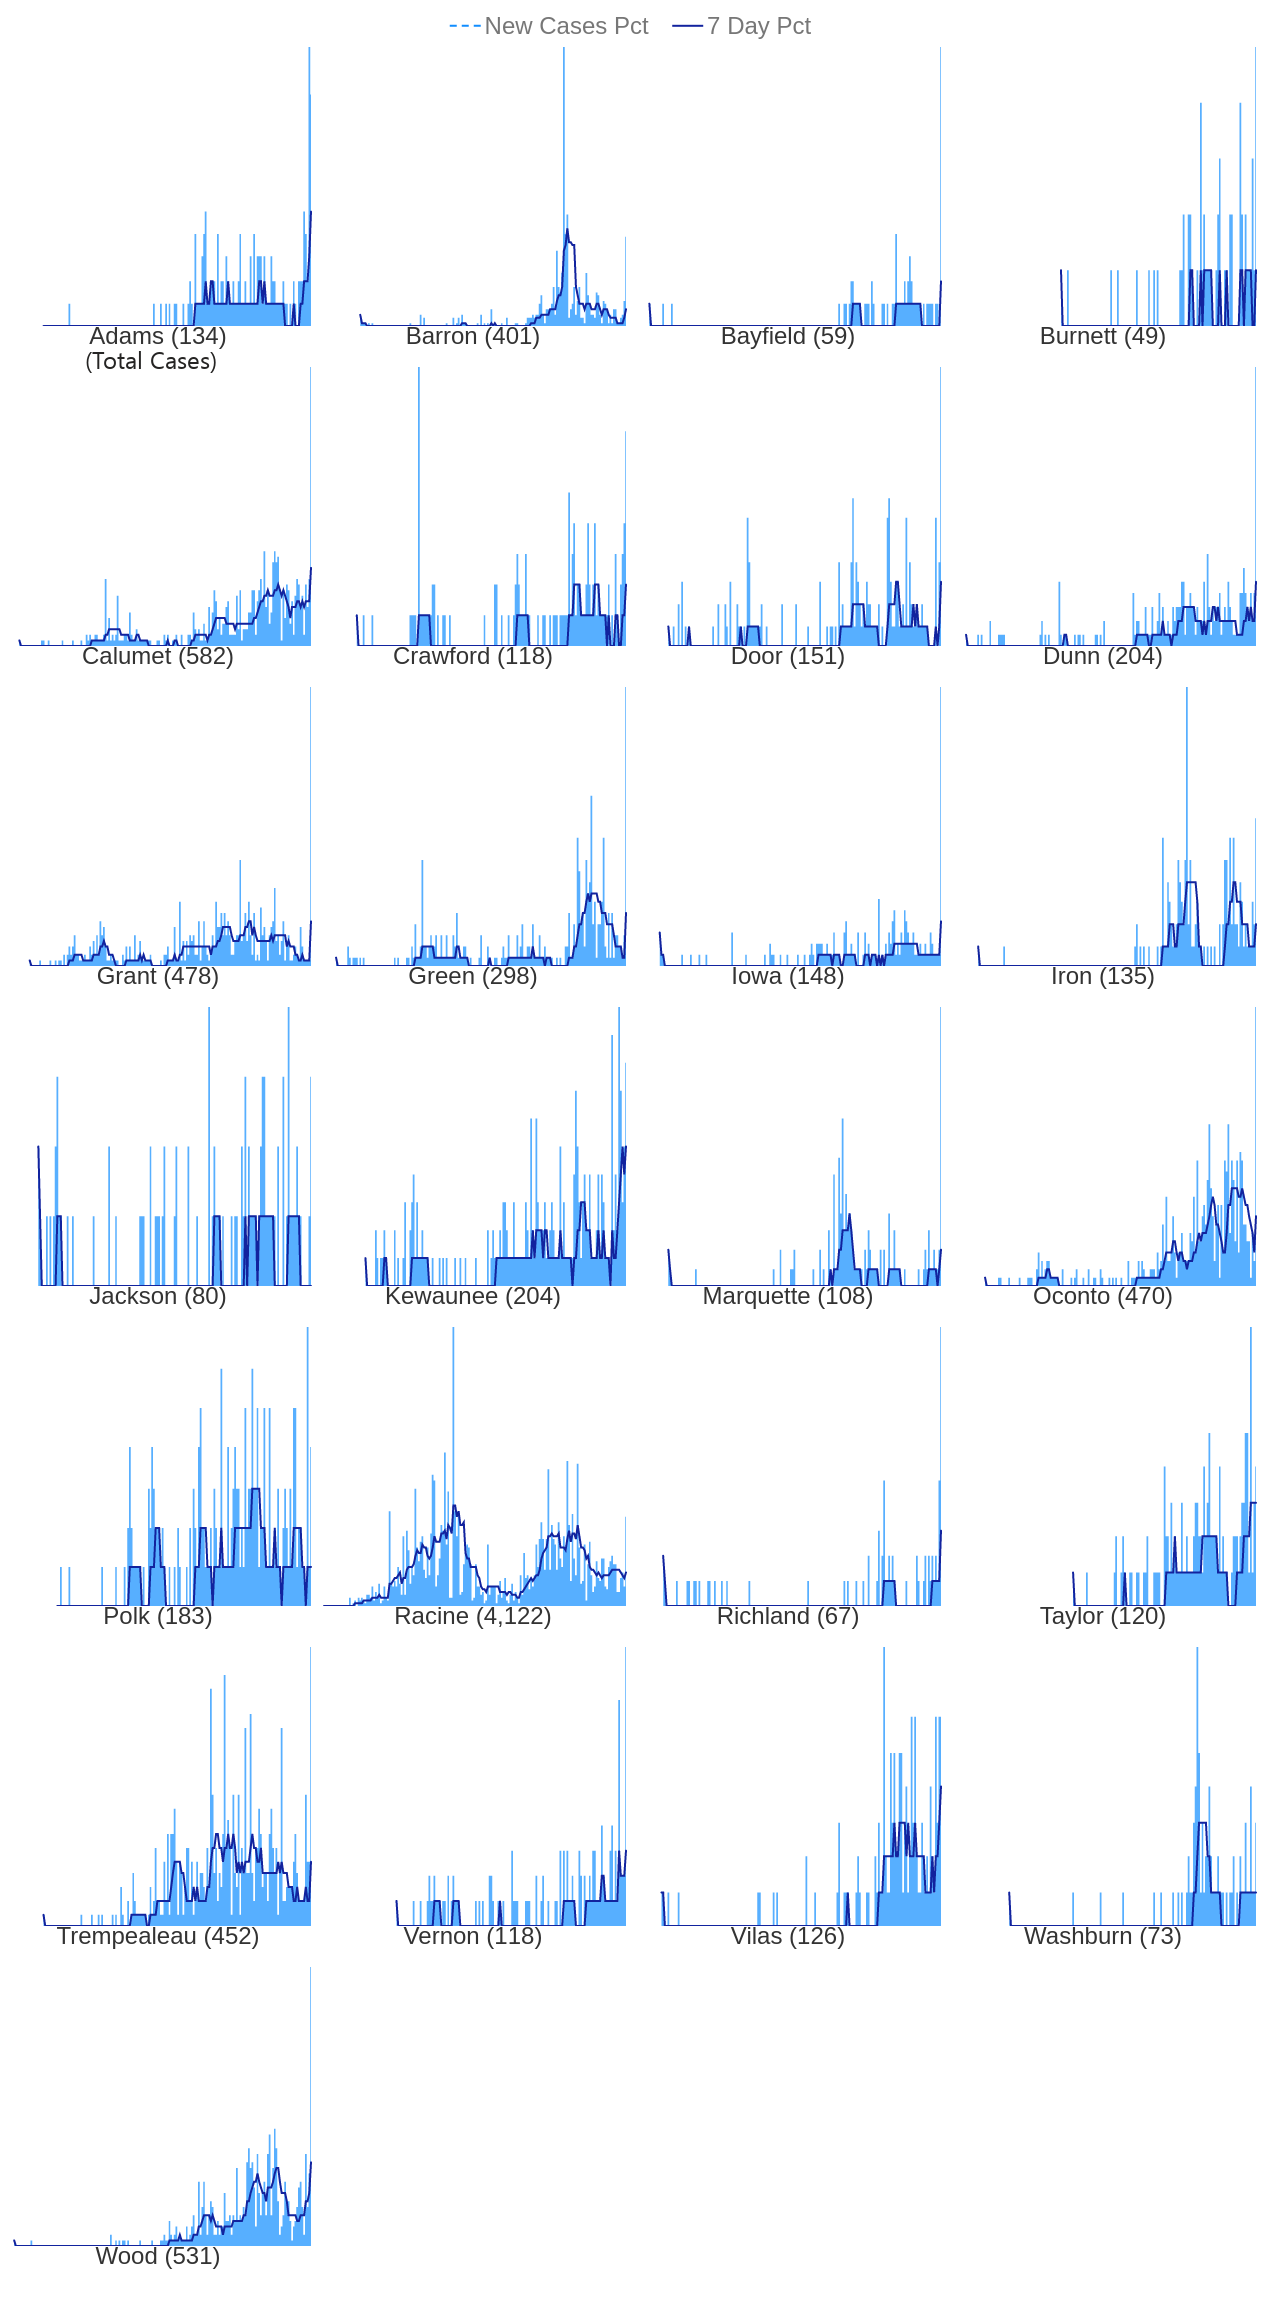 New Cases Pct 7 Day Pct
Adams (134) Barron (401) Bayfield (59) Burnett (49)
(Total Cases)
Calumet (582) Crawford (118) Door (151) Dunn (204)
Grant (478) Green (298) Iowa (148) Iron (135)
Jackson (80) Kewaunee (204) Marquette (108) Oconto (470)
Polk (183) Racine (4,122) Richland (67) Taylor (120)
Trempealeau (452) Vernon (118) Vilas (126) Washburn (73)
Wood (531)